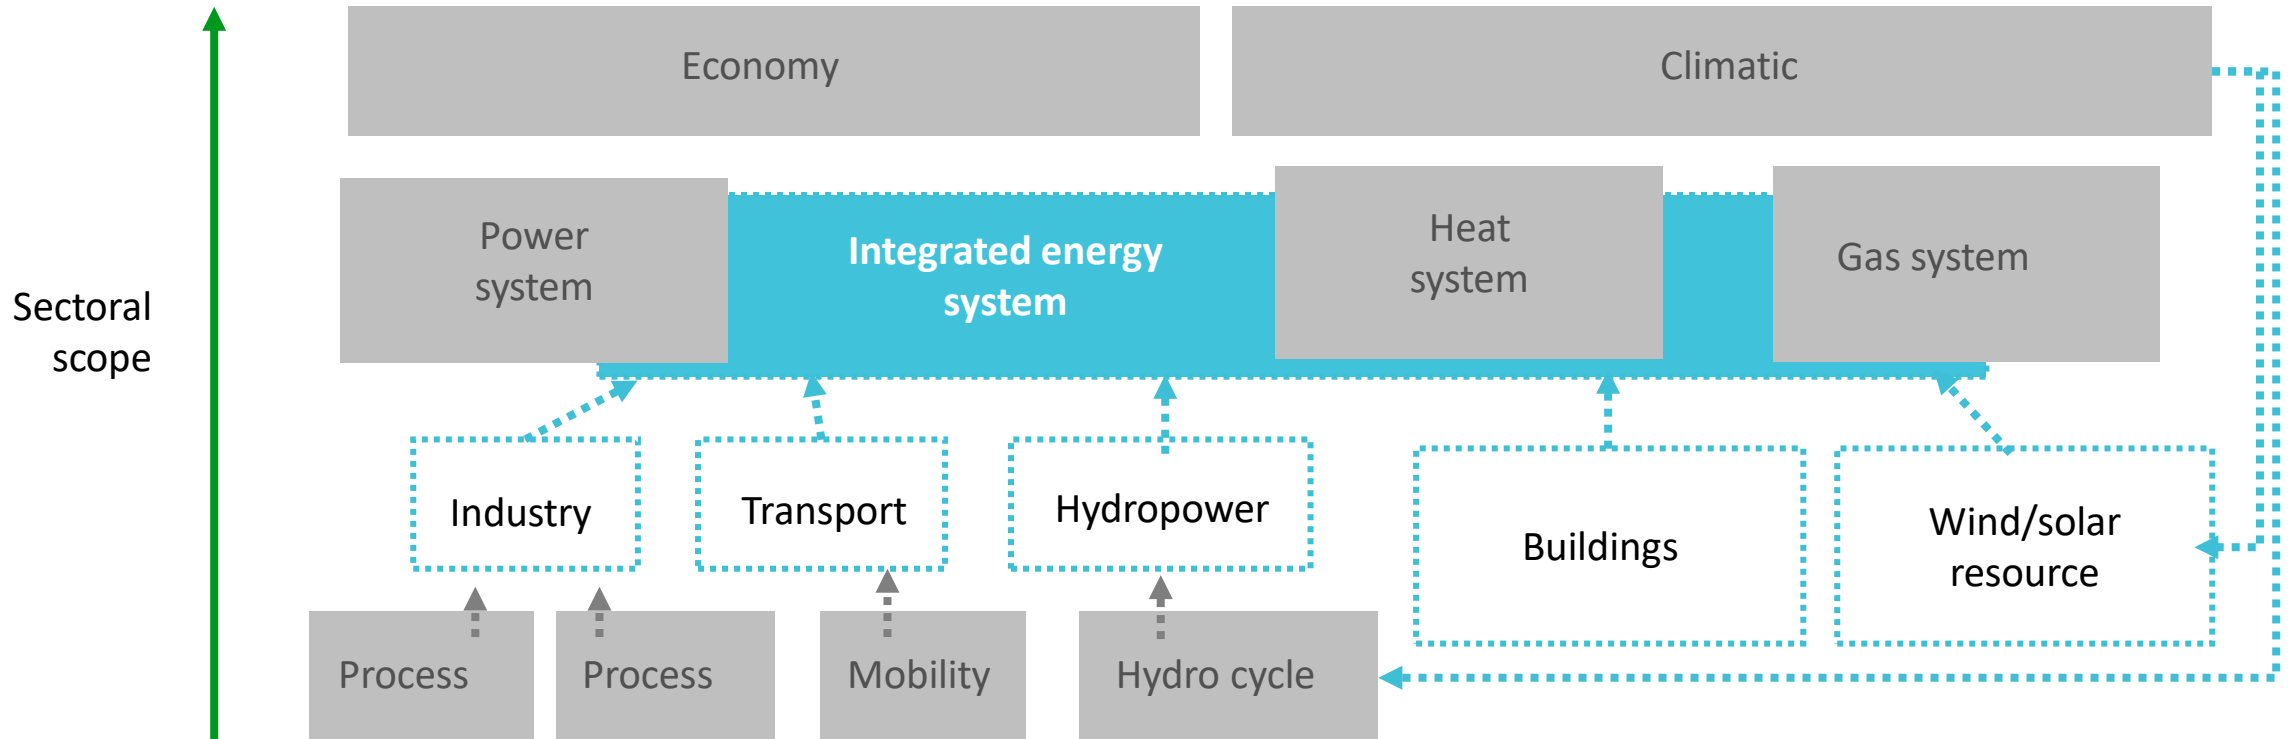 Economy
Climatic
Power
system
Integrated energy
system
Heat
system
Gas system
Sectoral
scope
Industry
Transport
Hydropower
Buildings
Wind/solar
resource
Process
Process
Mobility
Hydro cycle